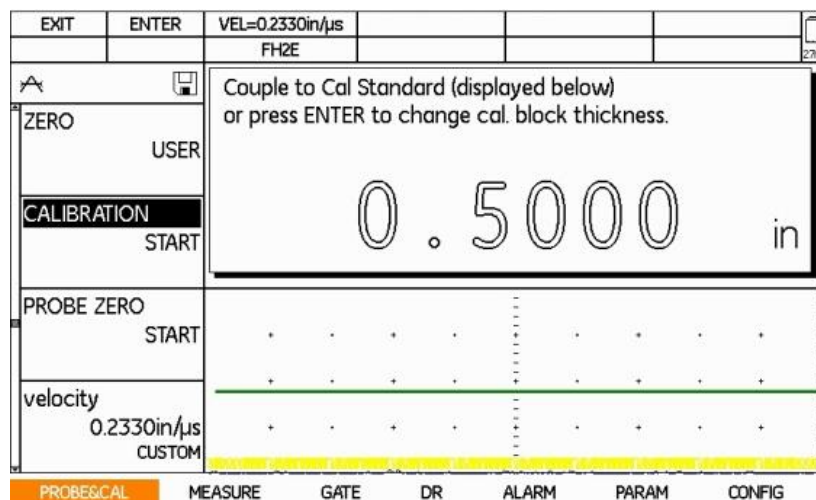 EXIT ENTER VEL=0.2330in/µs
FH2E
Couple to Cal Standard (displayed below)
or press ENTER to change cal. block thickness.
0.5000 in
ZERO
USER
CALIBRATION
START
PROBE ZERO
START
velocity
0.2330in/µs
CUSTOM
PROBE&CAL MEASURE GATE DR ALARM PARAM CONFIG